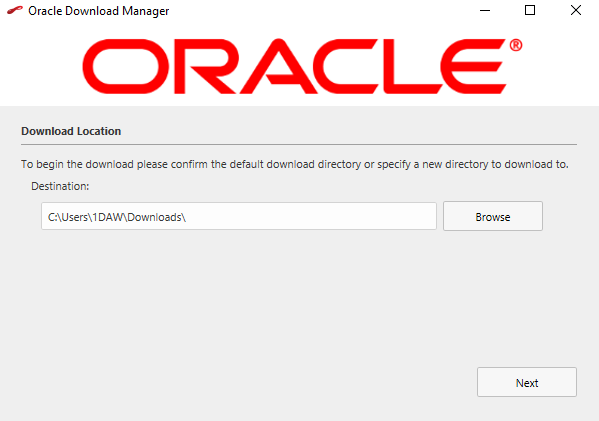 Oracle Download Manager
ORACLE®
Download Location
To begin the download please confirm the default download directory or specify a new directory to download to.
Destination:
C:\Users\1DAW\Downloads\
Browse
Next